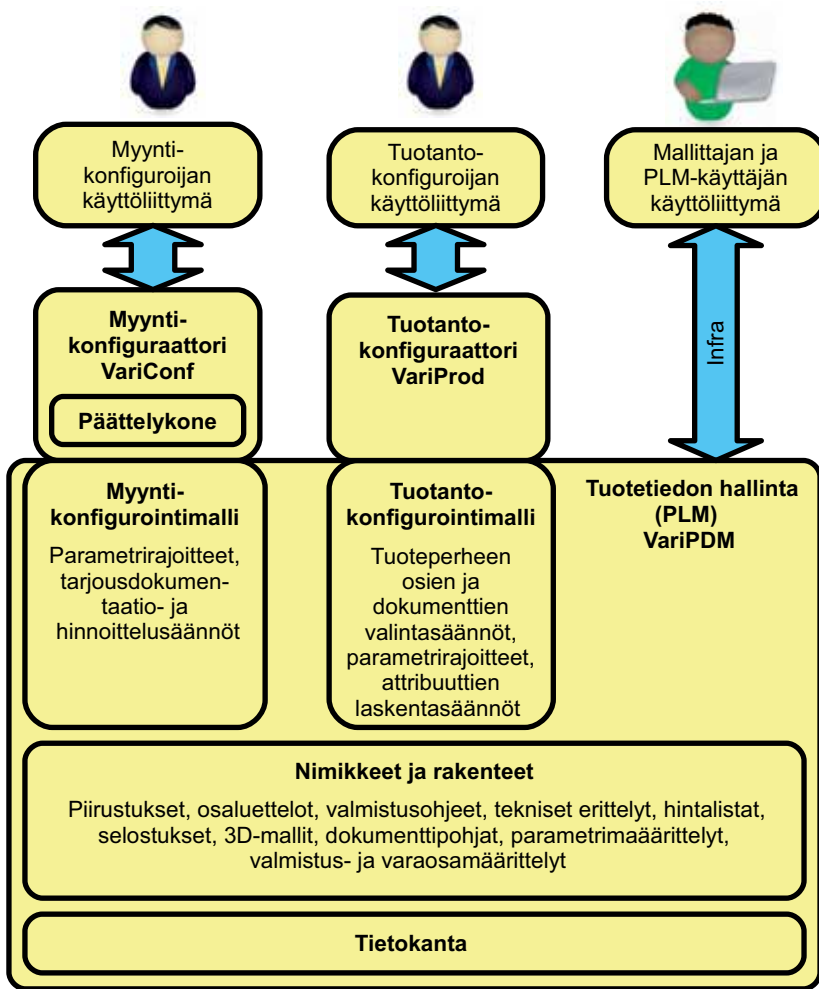 Myynti-
konfiguroijan
käyttöliittymä
Tuotanto-
konfiguroijan
käyttöliittymä
Mallittajan ja
PLM-käyttäjän
käyttöliittymä
Myynti-
konfiguraattori
VariConf
Päättelykone
Tuotanto-
konfiguraattori
VariProd
Infra
Myynti-
konfigurointimalli
Parametrirajoitteet,
tarjousdokumen-
taatio- ja
hinnoittelusäännöt
Tuotanto-
konfigurointimalli
Tuoteperheen
osien ja
dokumenttien
valintasäännöt,
parametrirajoitteet,
attribuuttien
laskentasäännöt
Tuotetiedon hallinta
(PLM)
VariPDM
Nimikkeet ja rakenteet
Piirustukset, osaluettelot, valmistusohjeet, tekniset erittelyt, hintalistat,
selostukset, 3D-mallit, dokumenttipohjat, parametrimaäärittelyt,
valmistus- ja varaosamäärittelyt
Tietokanta